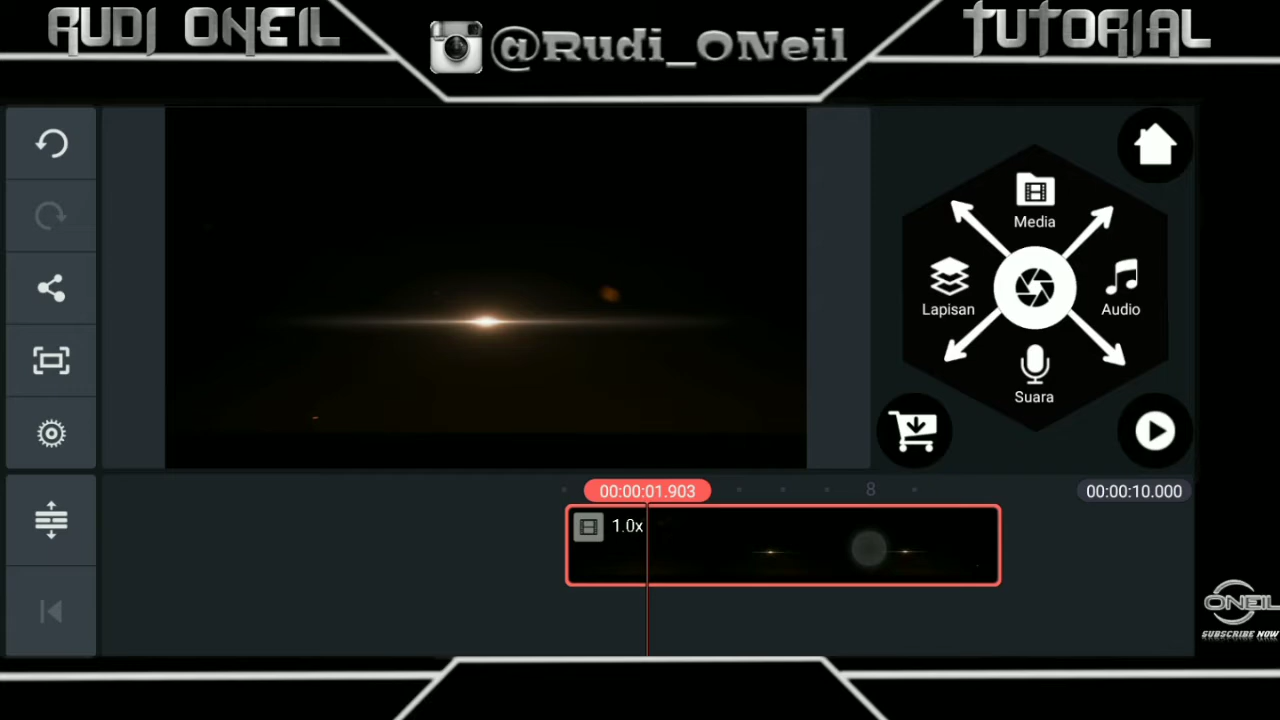 RUDI ONEIL
@Rudi_ONeil
TUTORIAL
Media
Lapisan
Audio
Suara
00:00:01.903
8
00:00:10.000
1.0x
ONEIL
SUBSCRIBE NOW